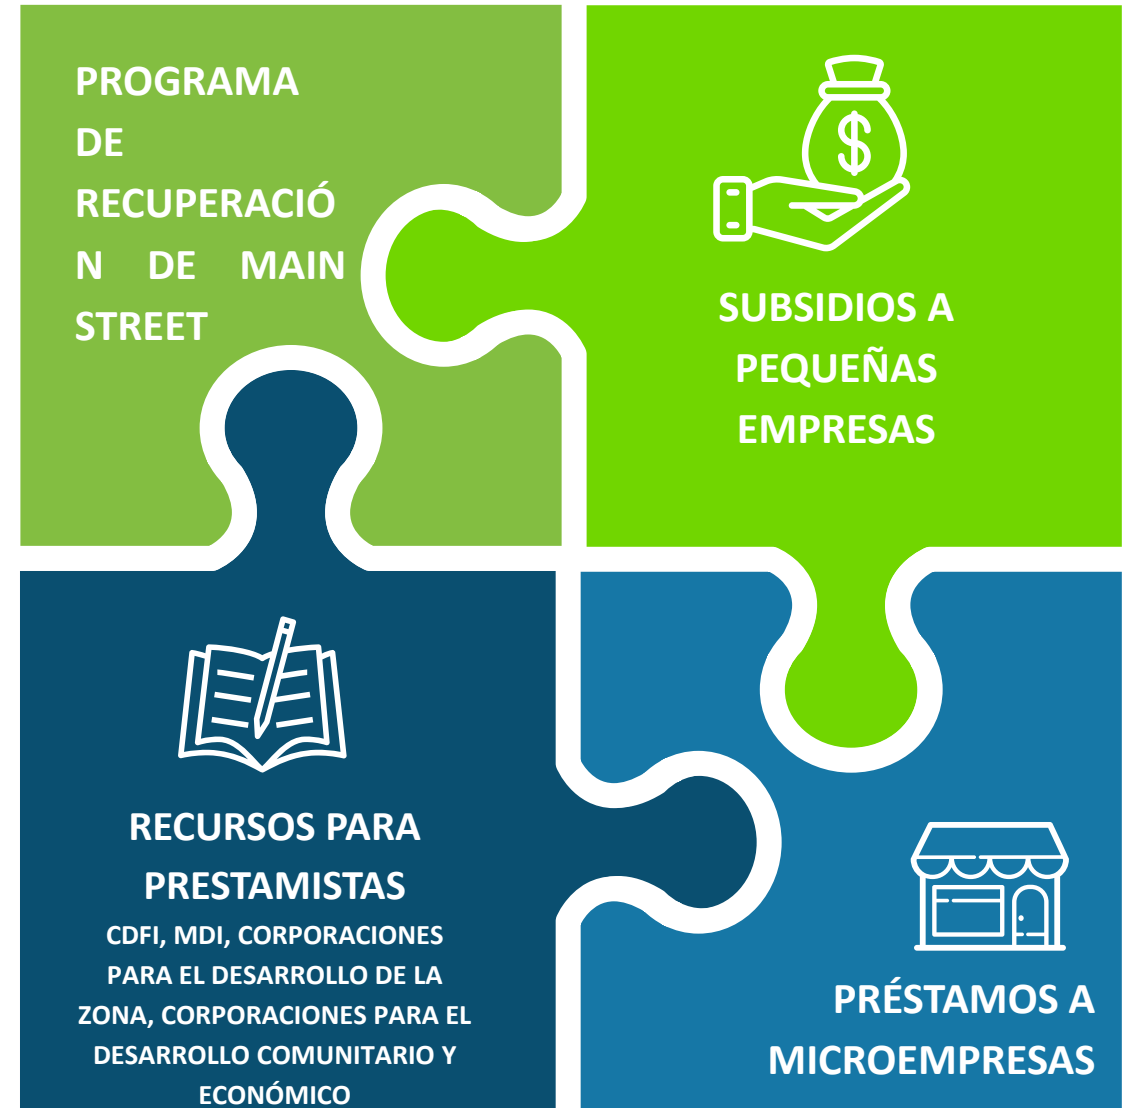 PROGRAMA
DE
RECUPERACIÓ
N DE MAIN
STREET
$
SUBSIDIOS A
PEQUEÑAS
EMPRESAS
RECURSOS PARA
PRESTAMISTAS
CDFI, MDI, CORPORACIONES
PARA EL DESARROLLO DE LA
ZONA, CORPORACIONES PARA EL
DESARROLLO COMUNITARIO Y
ECONÓMICO
PRÉSTAMOS A
MICROEMPRESAS